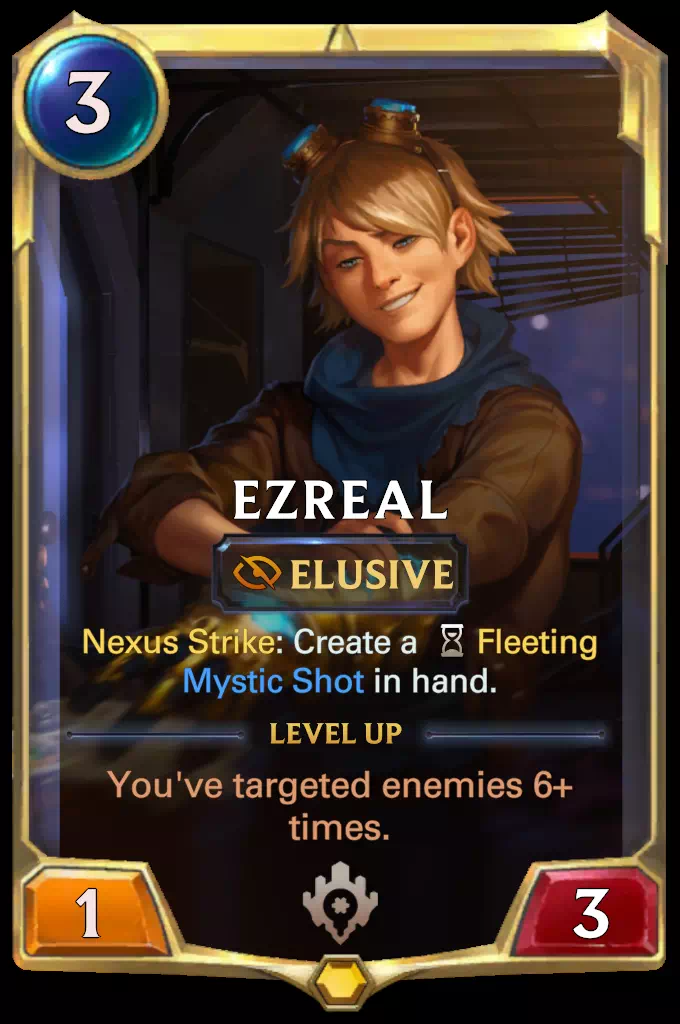 3
EZREAL
ELUSIVE
Nexus Strike: Create a Fleeting
Mystic Shot in hand.
LEVEL UP
You've targeted enemies 6+
times.
1
3